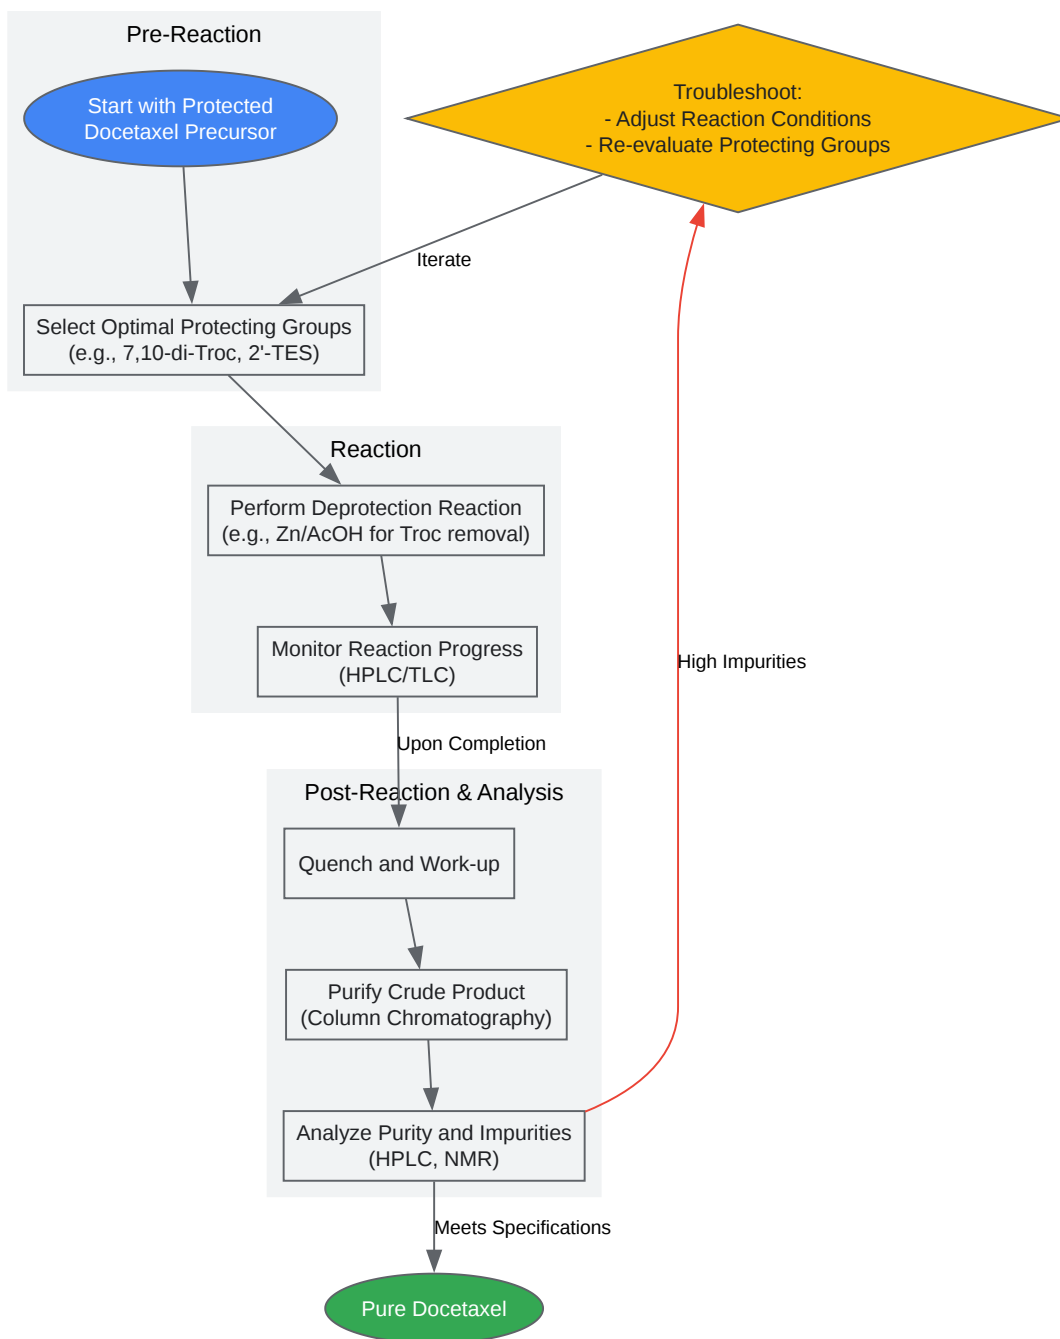 Pre-Reaction
Start with Protected
Docetaxel Precursor
Troubleshoot:
- Adjust Reaction Conditions
- Re-evaluate Protecting Groups
Iterate
Select Optimal Protecting Groups
(e.g., 7,10-di-Troc, 2'-TES)
Reaction
Perform Deprotection Reaction
(e.g., Zn/AcOH for Troc removal)
Monitor Reaction Progress
(HPLC/TLC)
High Impurities
Upon Completion
Post-Reaction & Analysis
Quench and Work-up
Purify Crude Product
(Column Chromatography)
Analyze Purity and Impurities
(HPLC, NMR)
Meets Specifications
Pure Docetaxel